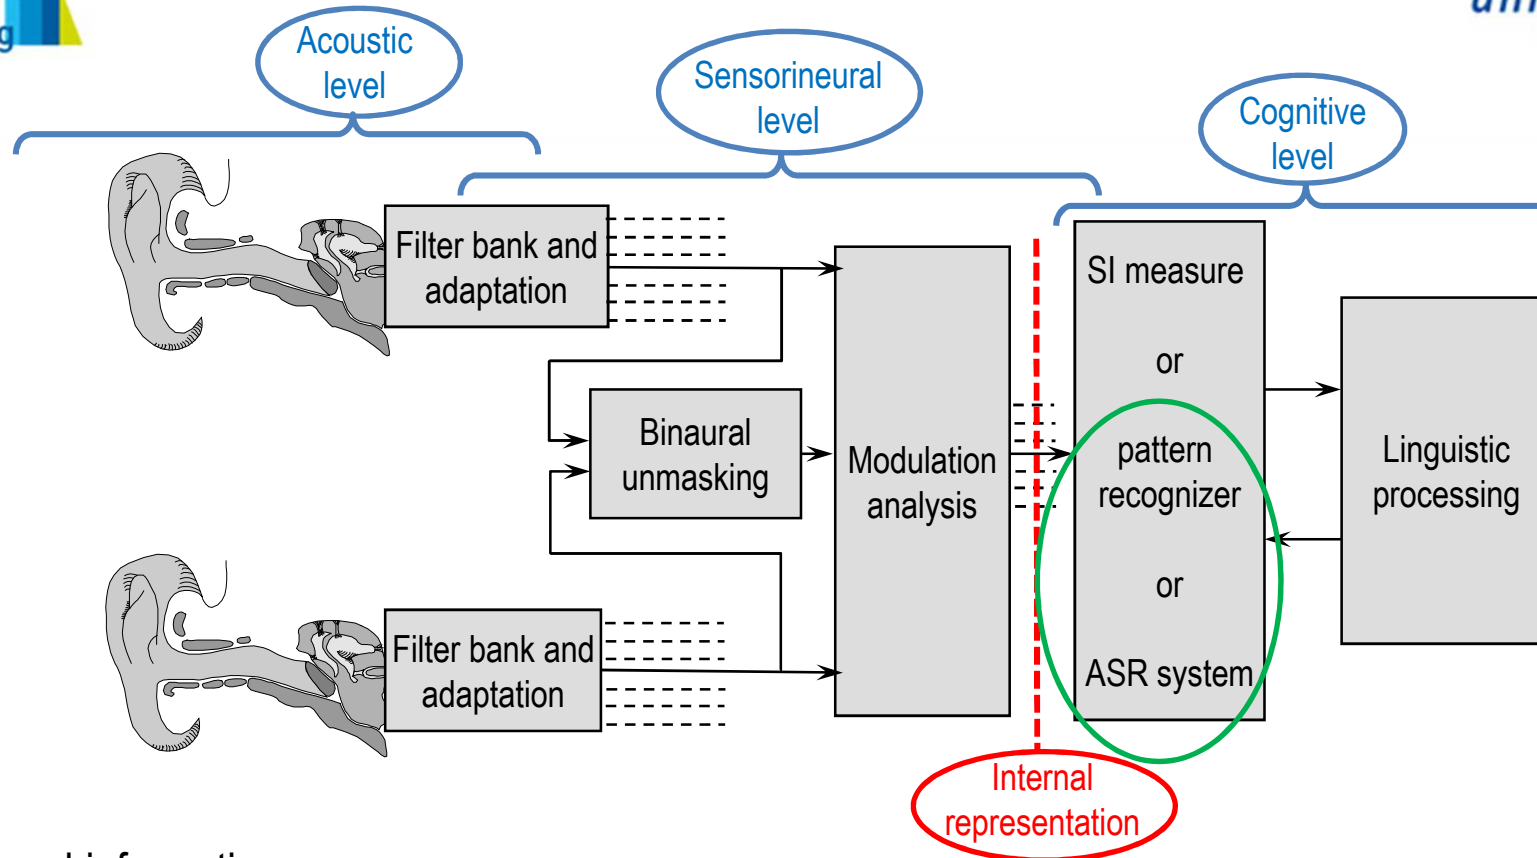 g
Acoustic
level
Sensorineural
level
Cognitive
level
Filter bank and
adaptation
SI measure
or
pattern
recognizer
or
ASR system
Binaural
unmasking
Modulation
analysis
Linguistic
processing
Filter bank and
adaptation
Internal
representation